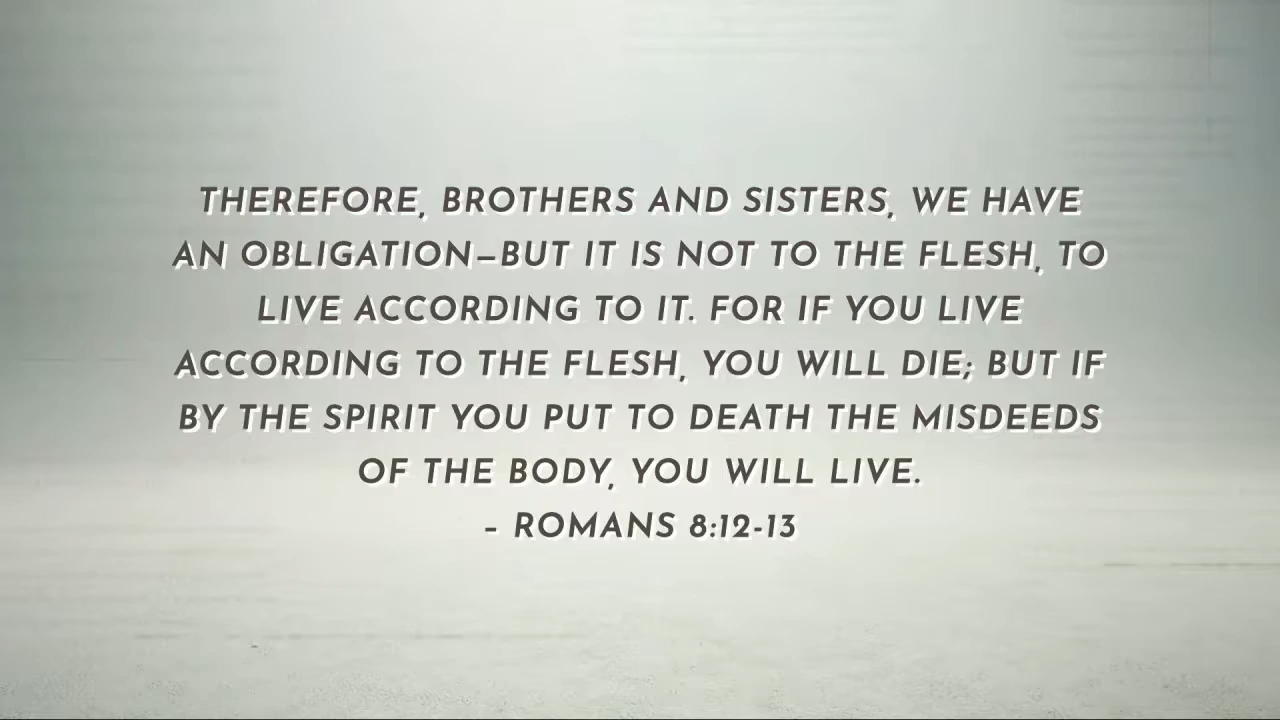 THEREFORE, BROTHERS AND SISTERS, WE HAVE
AN OBLIGATION—BUT IT IS NOT TO THE FLESH, TO
LIVE ACCORDING TO IT. FOR IF YOU LIVE
ACCORDING TO THE FLESH, YOU WILL DIE; BUT IF
BY THE SPIRIT YOU PUT TO DEATH THE MISDEEDS
OF THE BODY, YOU WILL LIVE.
– ROMANS 8:12-13